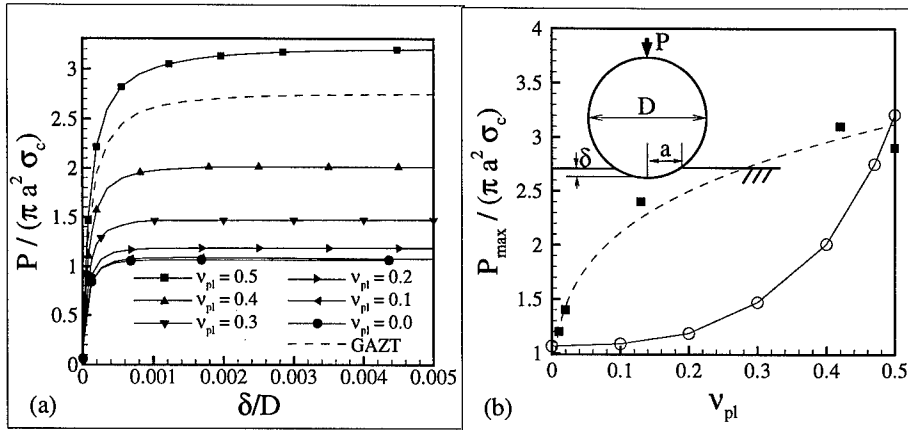 P / (π a² σc)
3
2.5
2
1.5
1
0.5
0
νpl = 0.5
νpl = 0.2
νpl = 0.4
νpl = 0.1
νpl = 0.3
νpl = 0.0
GAZT
0
0.001
0.002
0.003
0.004
0.005
(a)
δ/D
Pmax / (π a² σc)
4
3.5
3
2.5
2
1.5
1
P
D
a
δ
0
0.1
0.2
0.3
0.4
0.5
(b)
νpl